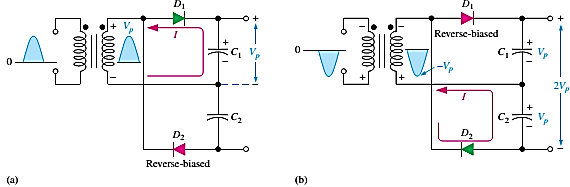 D1
+ Vp
I
+
C1 Vp
0
−
C2
D2
Reverse-biased
(a)
D1
Reverse-biased
− −
+
C1 Vp
0
+ + −Vp
2Vp
I
+
C2 Vp
D2
−
(b)